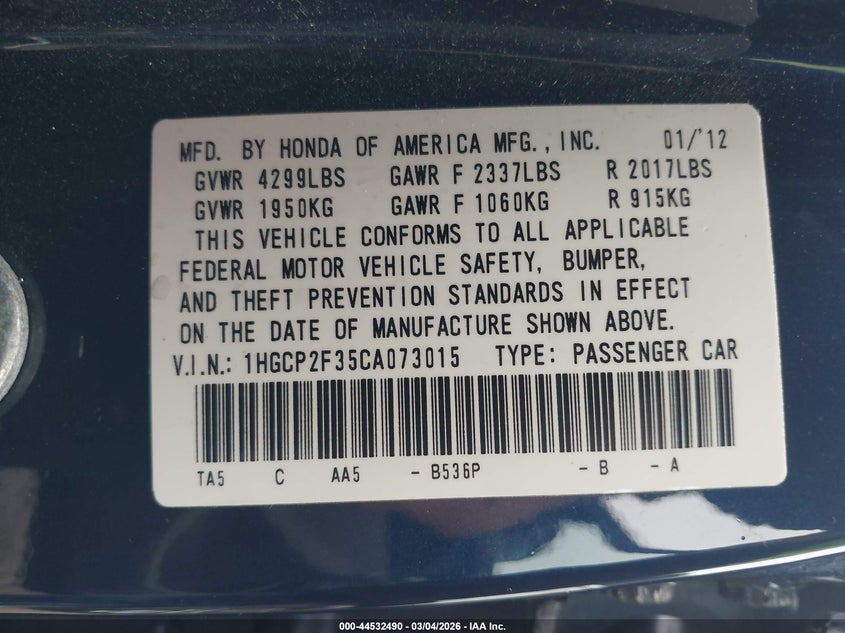 MFD. BY HONDA OF AMERICA MFG., INC. 01/'12
GVWR 4299LBS GAWR F 2337LBS R 2017LBS
GVWR 1950KG GAWR F 1060KG R 915KG
THIS VEHICLE CONFORMS TO ALL APPLICABLE
FEDERAL MOTOR VEHICLE SAFETY, BUMPER,
AND THEFT PREVENTION STANDARDS IN EFFECT
ON THE DATE OF MANUFACTURE SHOWN ABOVE.
V.I.N.: 1HGCP2F35CA073015 TYPE: PASSENGER CAR
TA5 C AA5 - B536P - B - A
000-44532490 - 03/04/2026 - IAA Inc.